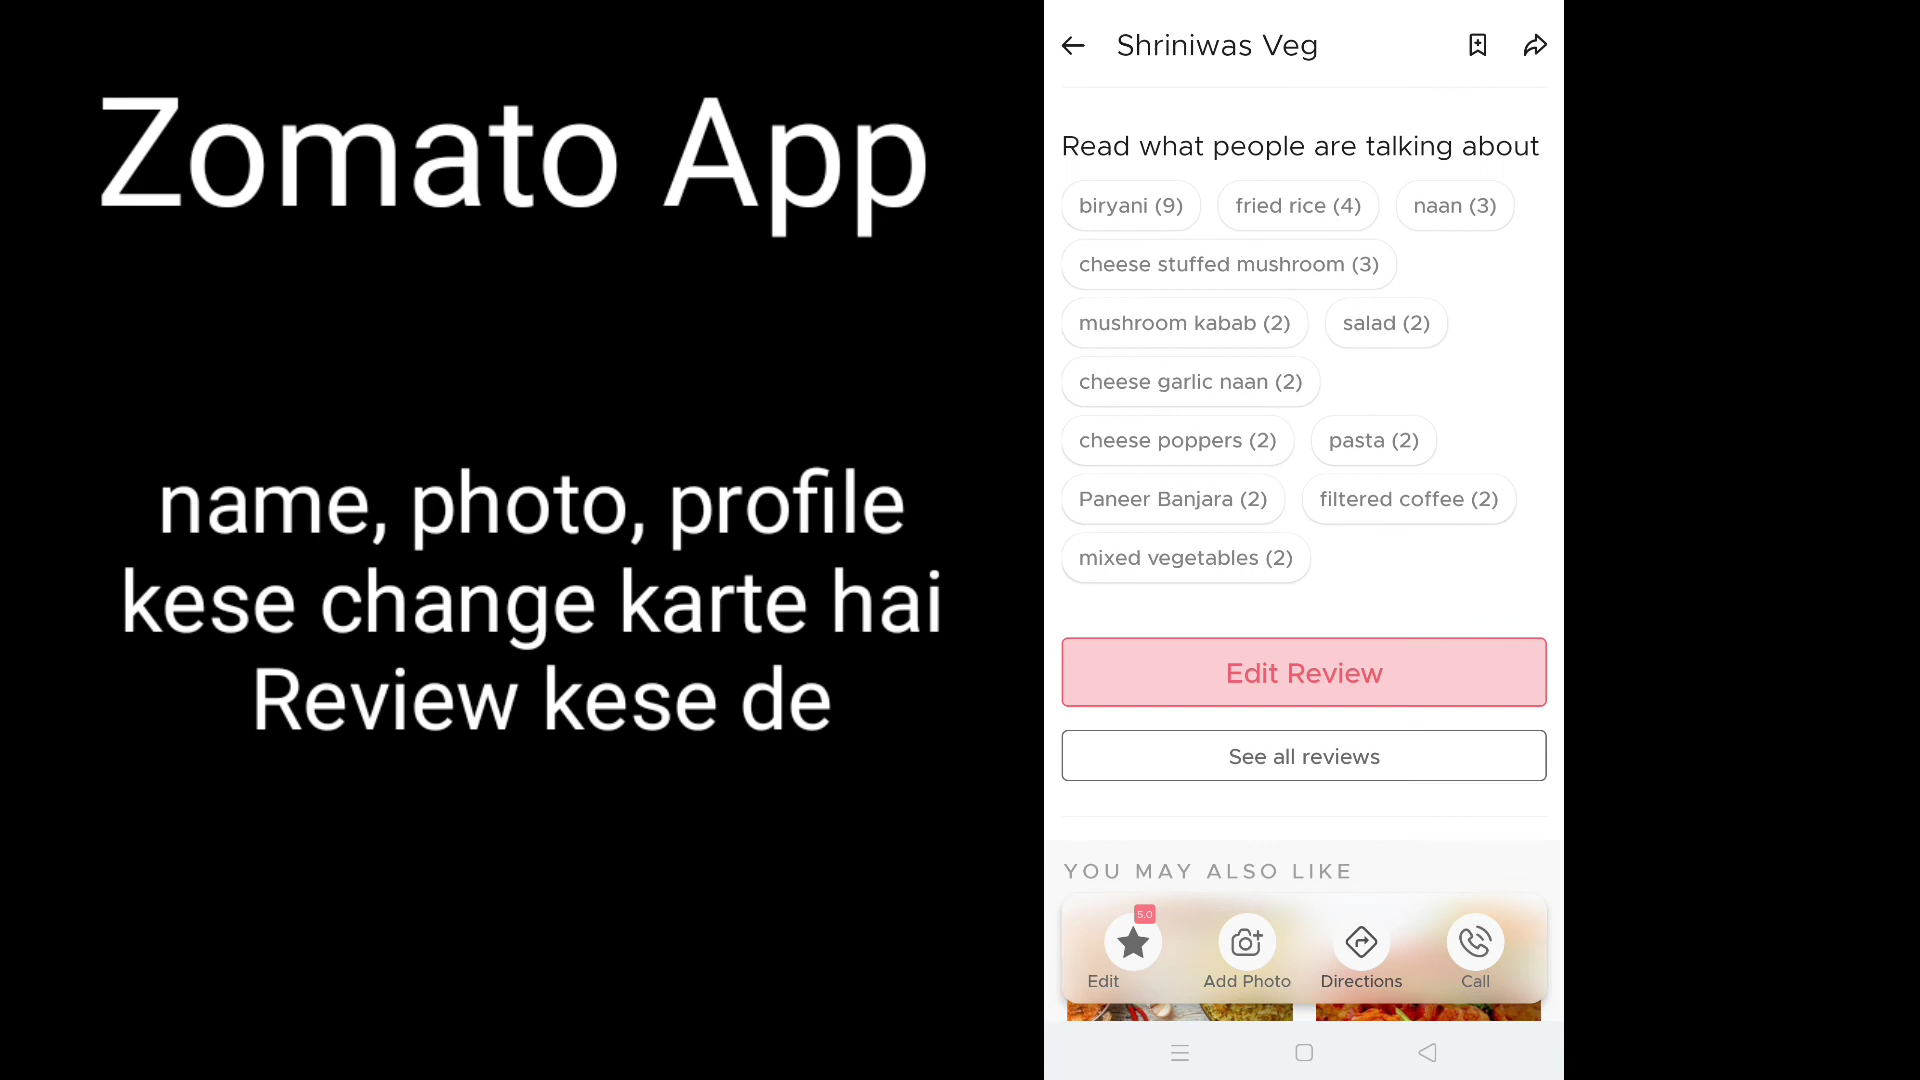 Zomato App
name, photo, profile
kese change karte hai
Review kese de
Shriniwas Veg
Read what people are talking about
biryani (9) fried rice (4) naan (3)
cheese stuffed mushroom (3)
mushroom kabab (2) salad (2)
cheese garlic naan (2)
cheese poppers (2) pasta (2)
Paneer Banjara (2) filtered coffee (2)
mixed vegetables (2)
Edit Review
See all reviews
YOU MAY ALSO LIKE
5.0
Edit Add Photo Directions Call